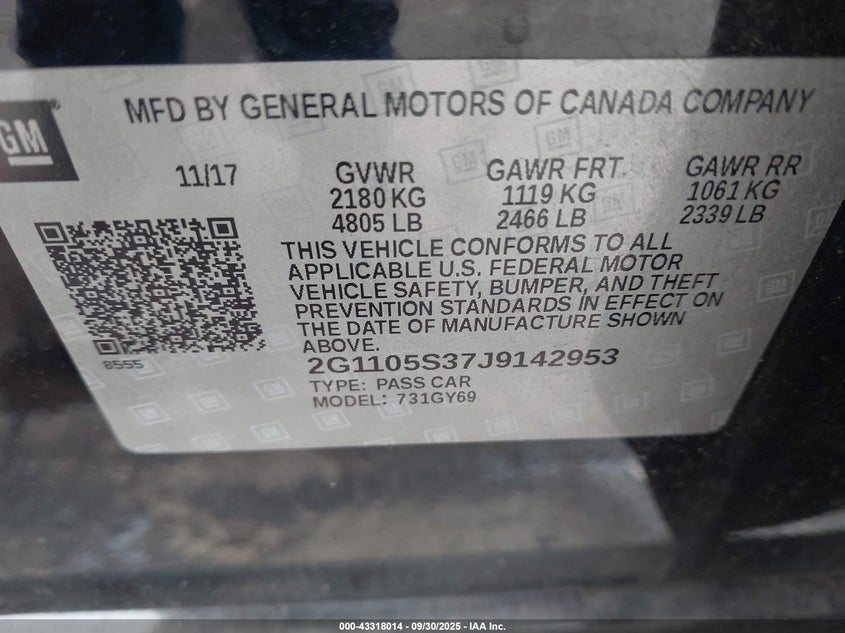 GM®
MFD BY GENERAL MOTORS OF CANADA COMPANY
11/17 GVWR GAWR FRT. GAWR RR
2180 KG 1119 KG 1061 KG
4805 LB 2466 LB 2339 LB
THIS VEHICLE CONFORMS TO ALL
APPLICABLE U.S. FEDERAL MOTOR
VEHICLE SAFETY, BUMPER, AND THEFT
PREVENTION STANDARDS IN EFFECT ON
THE DATE OF MANUFACTURE SHOWN
ABOVE.
8555
2G1105S37J9142953
TYPE: PASS CAR
MODEL: 731GY69
000-43318014 - 09/30/2025 - IAA Inc.